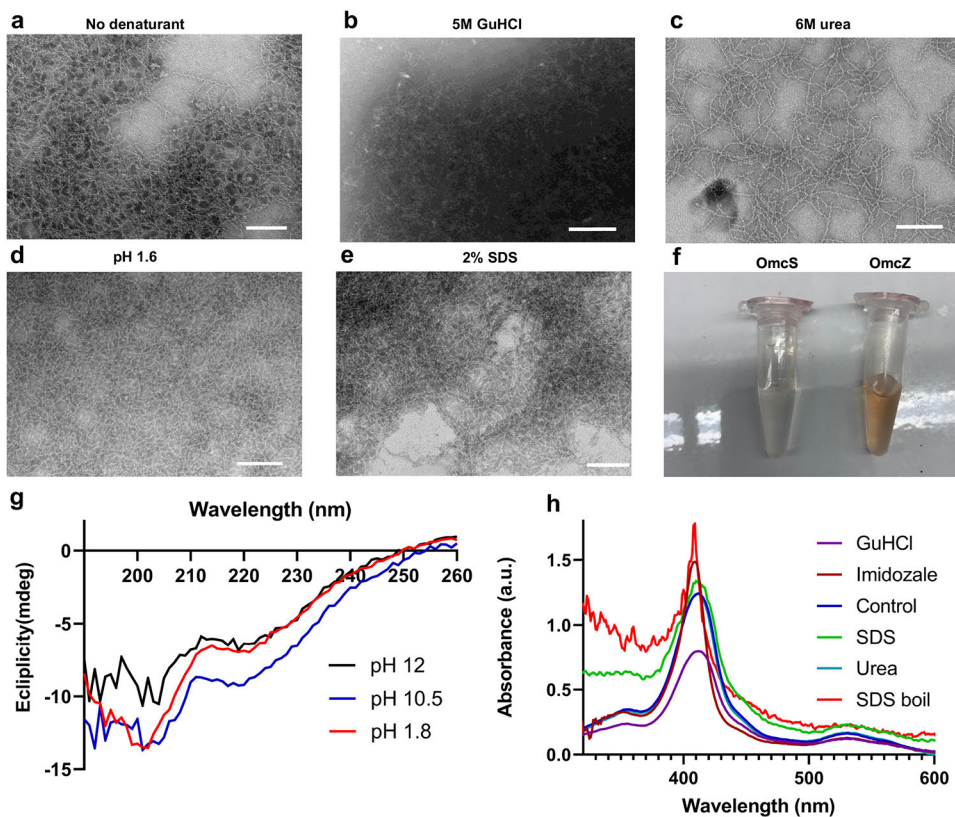 a
No denaturant
b
5M GuHCl
c
6M urea
d
pH 1.6
e
2% SDS
f
OmcS
OmcZ
g
Wavelength (nm)
0
200
210
220
230
240
250
260
-5
-10
-15
Eclipticity(mdeg)
pH 12
pH 10.5
pH 1.8
h
Absorbance (a.u.)
1.5
1.0
0.5
0.0
400
500
600
Wavelength (nm)
GuHCl
Imidozale
Control
SDS
Urea
SDS boil